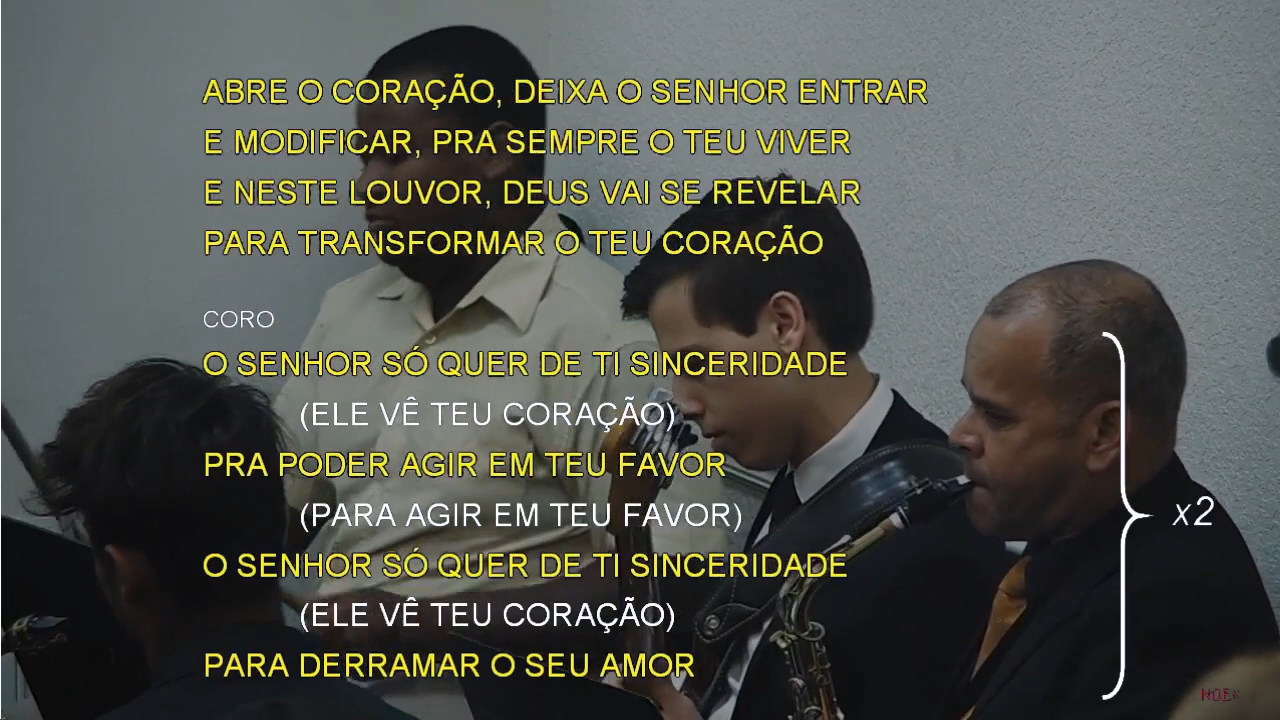 ABRE O CORAÇÃO, DEIXA O SENHOR ENTRAR
E MODIFICAR, PRA SEMPRE O TEU VIVER
E NESTE LOUVOR, DEUS VAI SE REVELAR
PARA TRANSFORMAR O TEU CORAÇÃO
CORO
O SENHOR SÓ QUER DE TI SINCERIDADE
(ELE VÊ TEU CORAÇÃO)
PRA PODER AGIR EM TEU FAVOR
(PARA AGIR EM TEU FAVOR)
O SENHOR SÓ QUER DE TI SINCERIDADE
(ELE VÊ TEU CORAÇÃO)
PARA DERRAMAR O SEU AMOR
x2